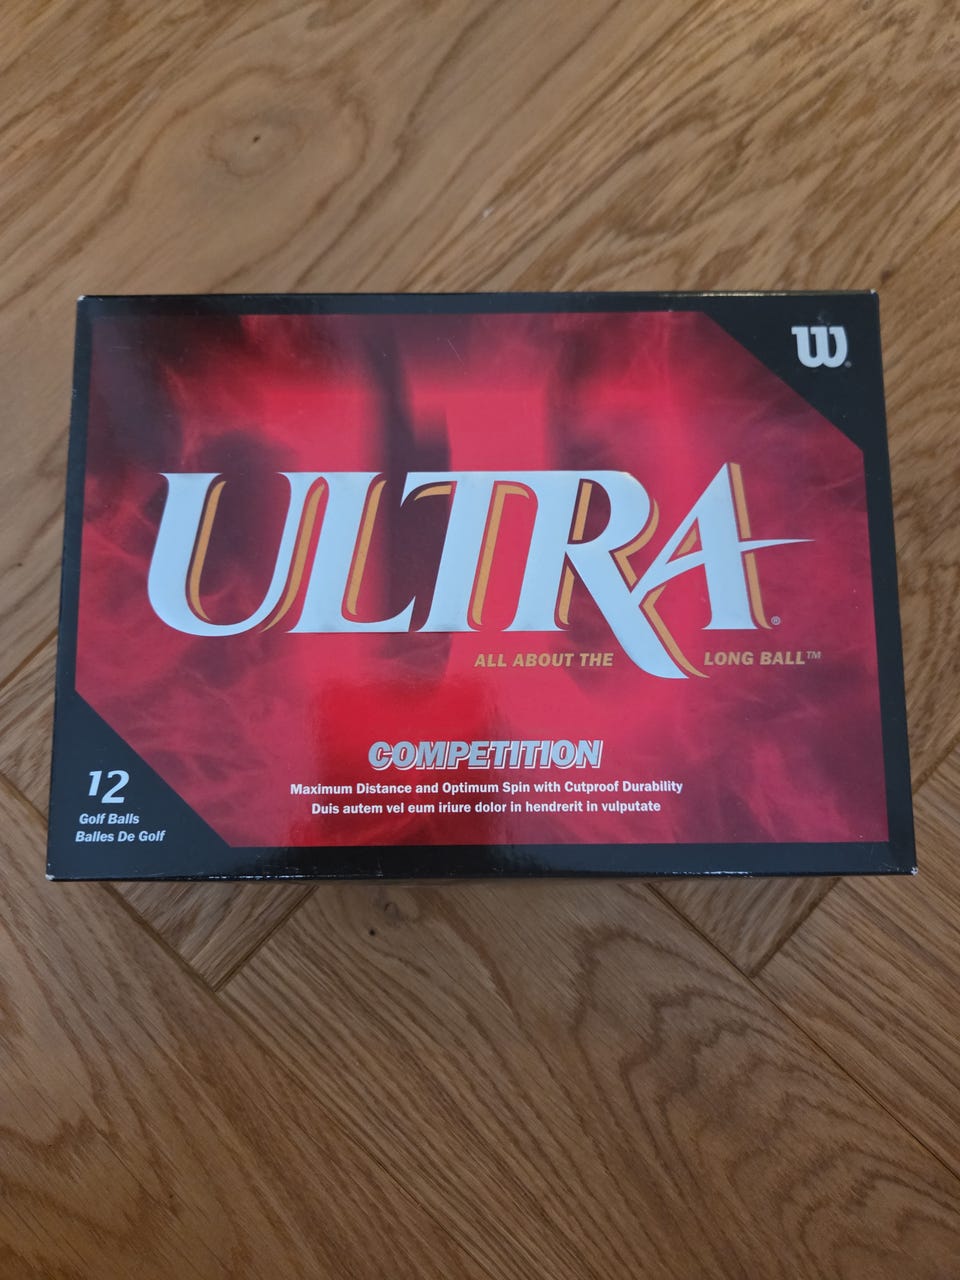 W
ULTRA®
ALL ABOUT THE LONG BALL™
COMPETITION
Maximum Distance and Optimum Spin with Cutproof Durability
Duis autem vel eum iriure dolor in hendrerit in vulputate
12
Golf Balls
Balles De Golf